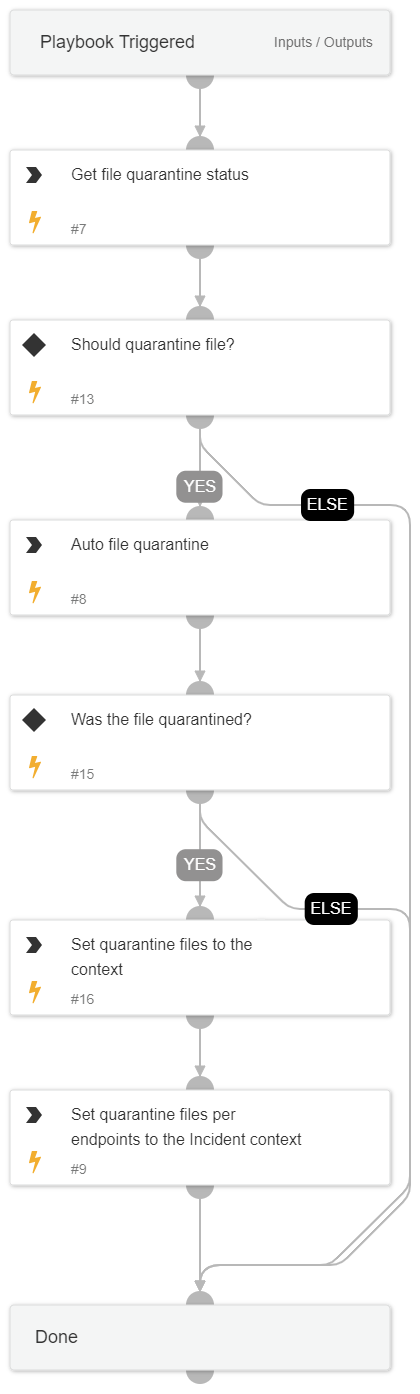 Playbook Triggered Inputs / Outputs
Get file quarantine status
#7
Should quarantine file?
#13
YES
ELSE
Auto file quarantine
#8
Was the file quarantined?
#15
YES
ELSE
Set quarantine files to the
context
#16
Set quarantine files per
endpoints to the Incident context
#9
Done